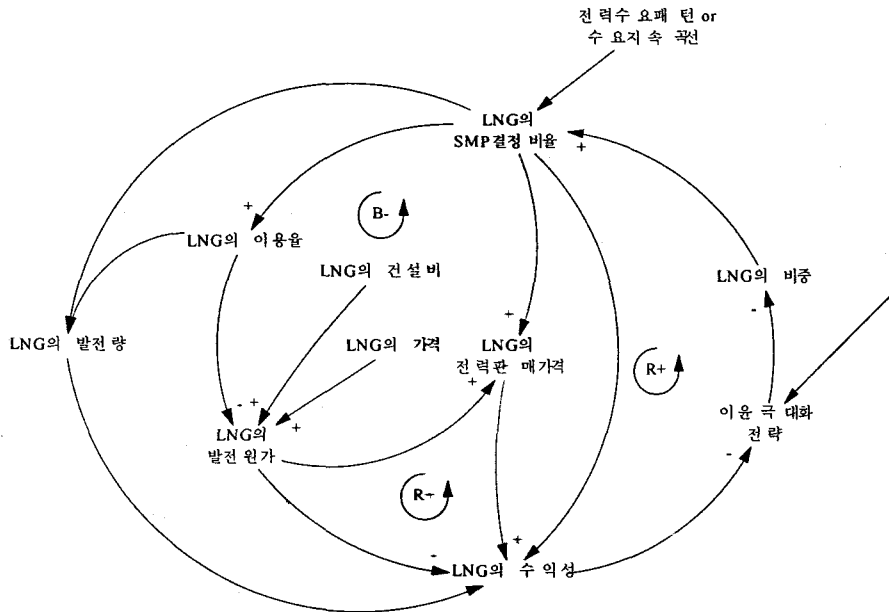 전력수요패턴 or
수요지속 곡선
LNG의
SMP결정 비율
+
+
B-
LNG의 이용율
LNG의 건설비
LNG의 비중
-
+
LNG의 발전량
LNG의 가격
LNG의
전력판매가격
+
R+
이윤극대화
전략
-
- +
+
LNG의
발전원가
R+
+
-
LNG의 수익성